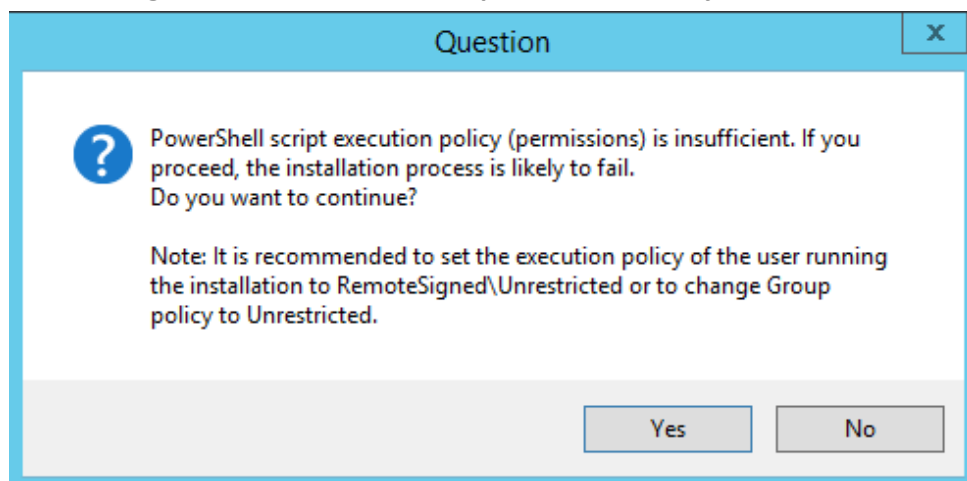 Question
x
?
PowerShell script execution policy (permissions) is insufficient. If you
proceed, the installation process is likely to fail.
Do you want to continue?
Note: It is recommended to set the execution policy of the user running
the installation to RemoteSigned\Unrestricted or to change Group
policy to Unrestricted.
Yes
No